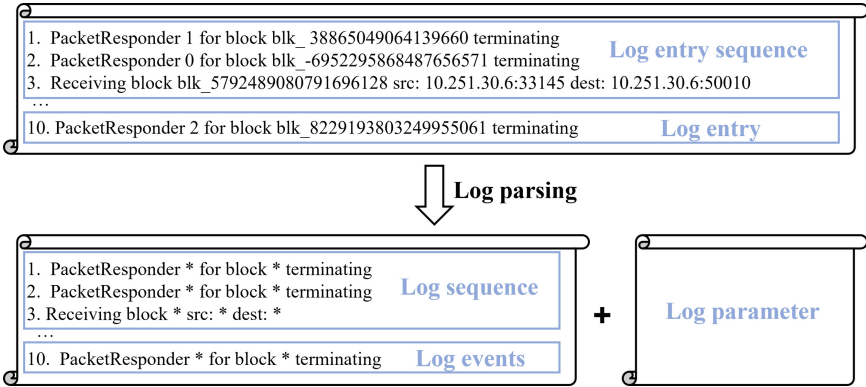 1. PacketResponder 1 for block blk_ 38865049064139660 terminating
2. PacketResponder 0 for block blk_-6952295868487656571 terminating
3. Receiving block blk_5792489080791696128 src: 10.251.30.6:33145 dest: 10.251.30.6:50010
Log entry sequence
…
10. PacketResponder 2 for block blk_8229193803249955061 terminating
Log entry
Log parsing
1. PacketResponder * for block * terminating
2. PacketResponder * for block * terminating
3. Receiving block * src: * dest: *
Log sequence
…
10. PacketResponder * for block * terminating
Log events
+
Log parameter